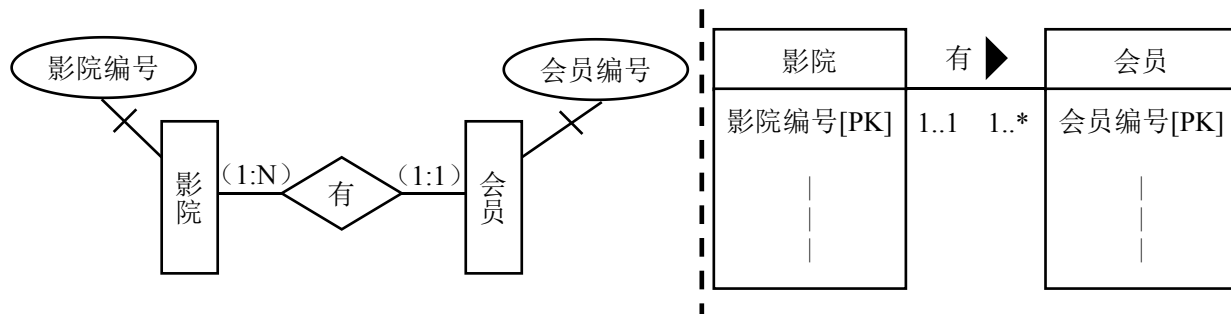 影院编号
会员编号
影院
（1:N）
有
（1:1）
会员
影院
有
会员
影院编号[PK]
1..1
1..*
会员编号[PK]